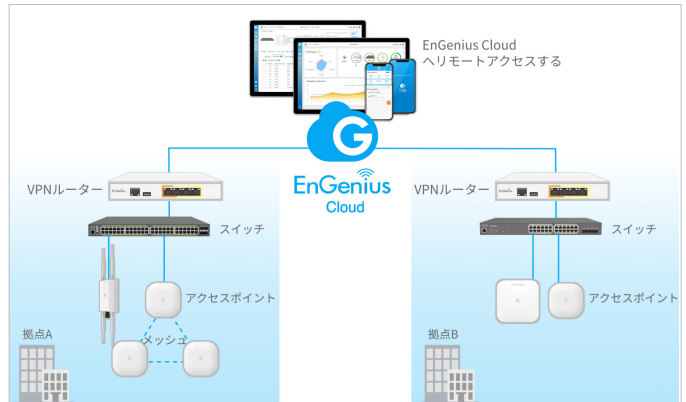 EnGenius Cloud
へリモートアクセスする
G
EnGenius
Cloud
VPNルーター
VPNルーター
スイッチ
スイッチ
アクセスポイント
アクセスポイント
メッシュ
拠点A
拠点B